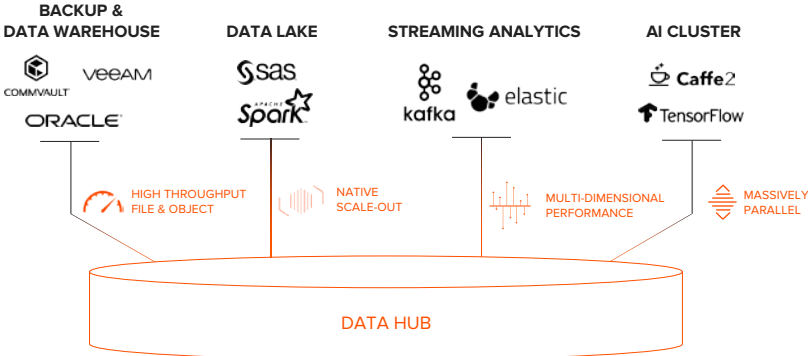 BACKUP &
DATA WAREHOUSE
DATA LAKE
STREAMING ANALYTICS
AI CLUSTER
COMMVAULT
veeAM
ORACLE
sas
APACHE
Spark
kafka
elastic
Caffe2
TensorFlow
HIGH THROUGHPUT
FILE & OBJECT
NATIVE
SCALE-OUT
MULTI-DIMENSIONAL
PERFORMANCE
MASSIVELY
PARALLEL
DATA HUB